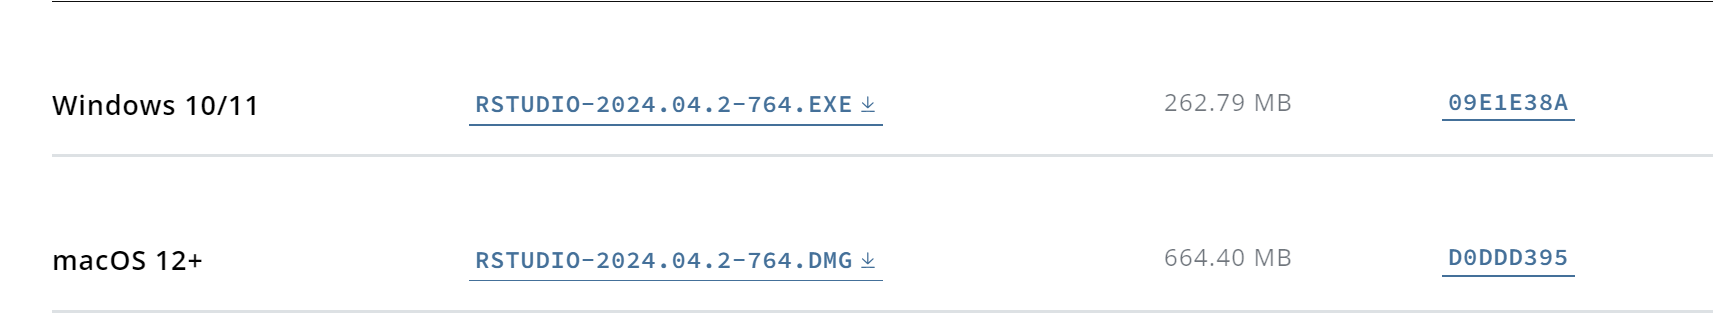 Windows 10/11 RSTUDIO-2024.04.2-764.EXE 262.79 MB 09E1E38A
macOS 12+ RSTUDIO-2024.04.2-764.DMG 664.40 MB D0DDD395